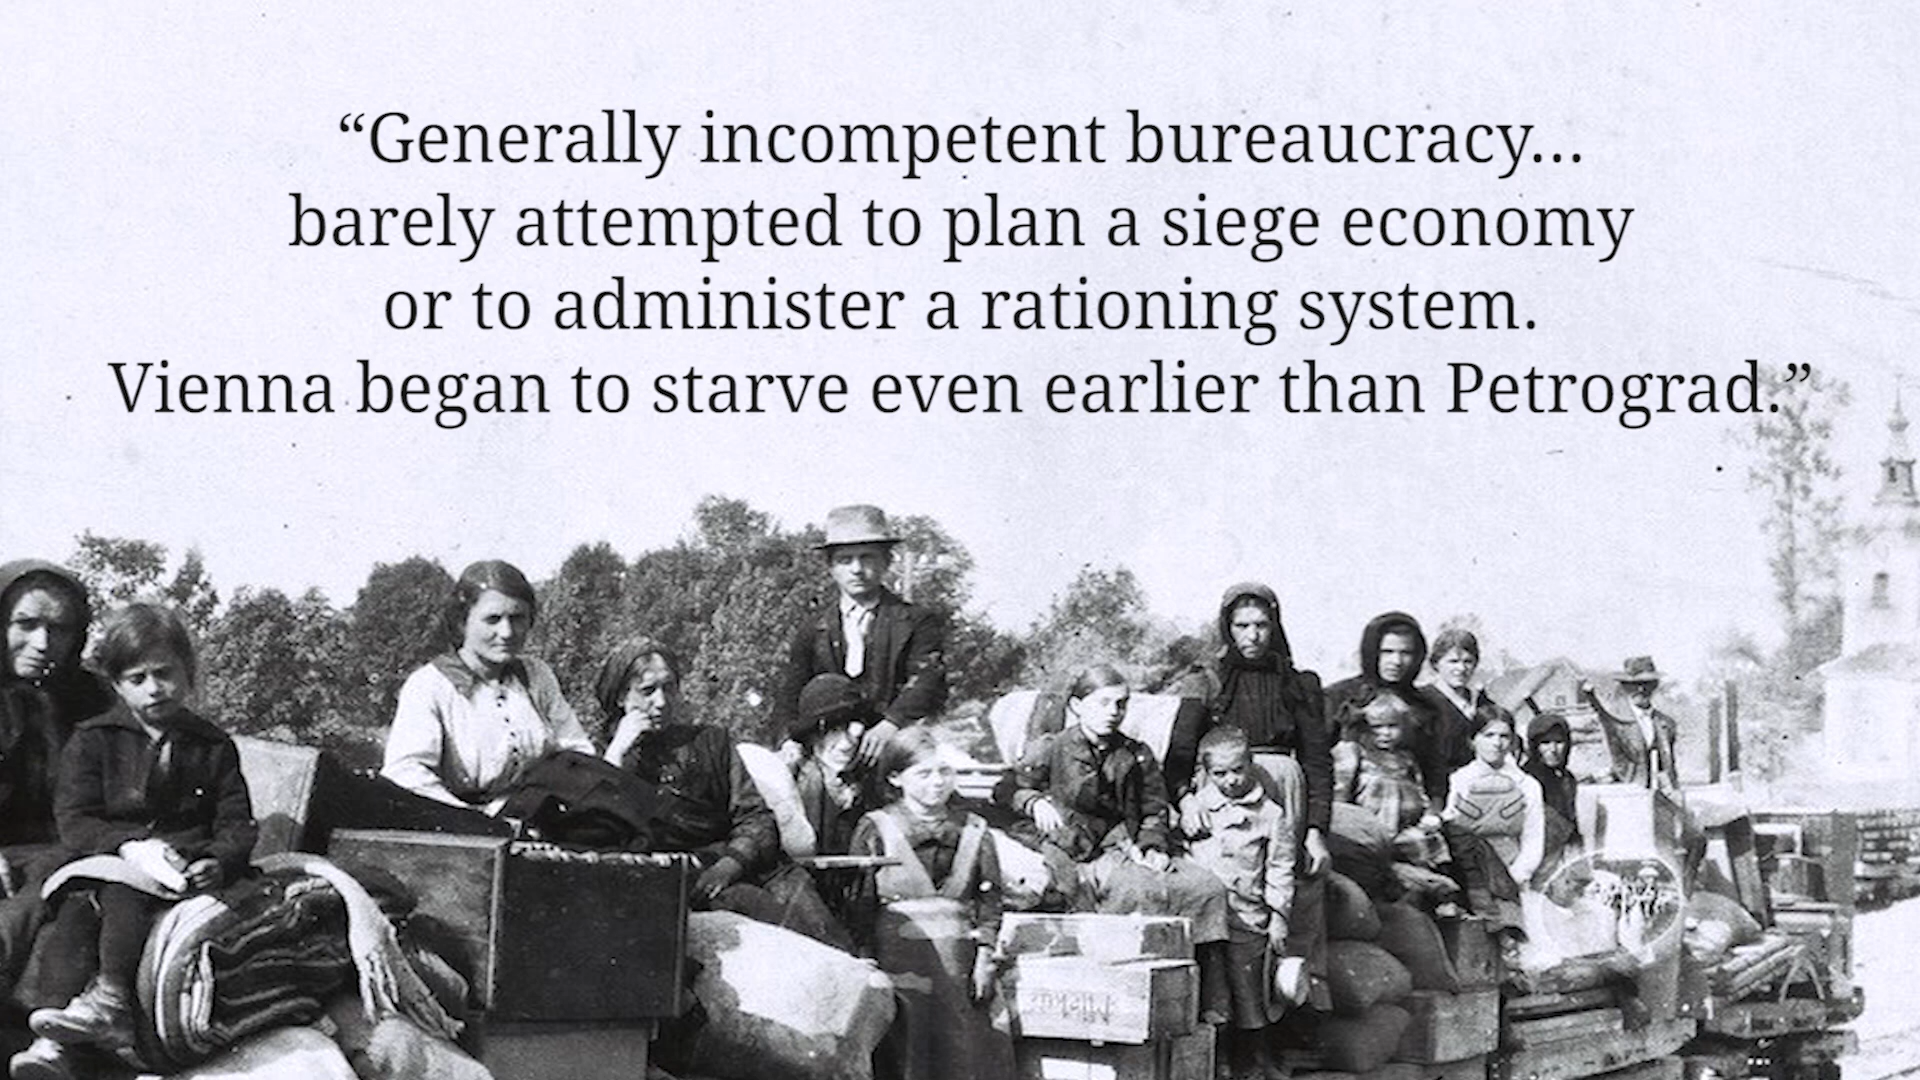 “Generally incompetent bureaucracy...
barely attempted to plan a siege economy
or to administer a rationing system.
Vienna began to starve even earlier than Petrograd.”